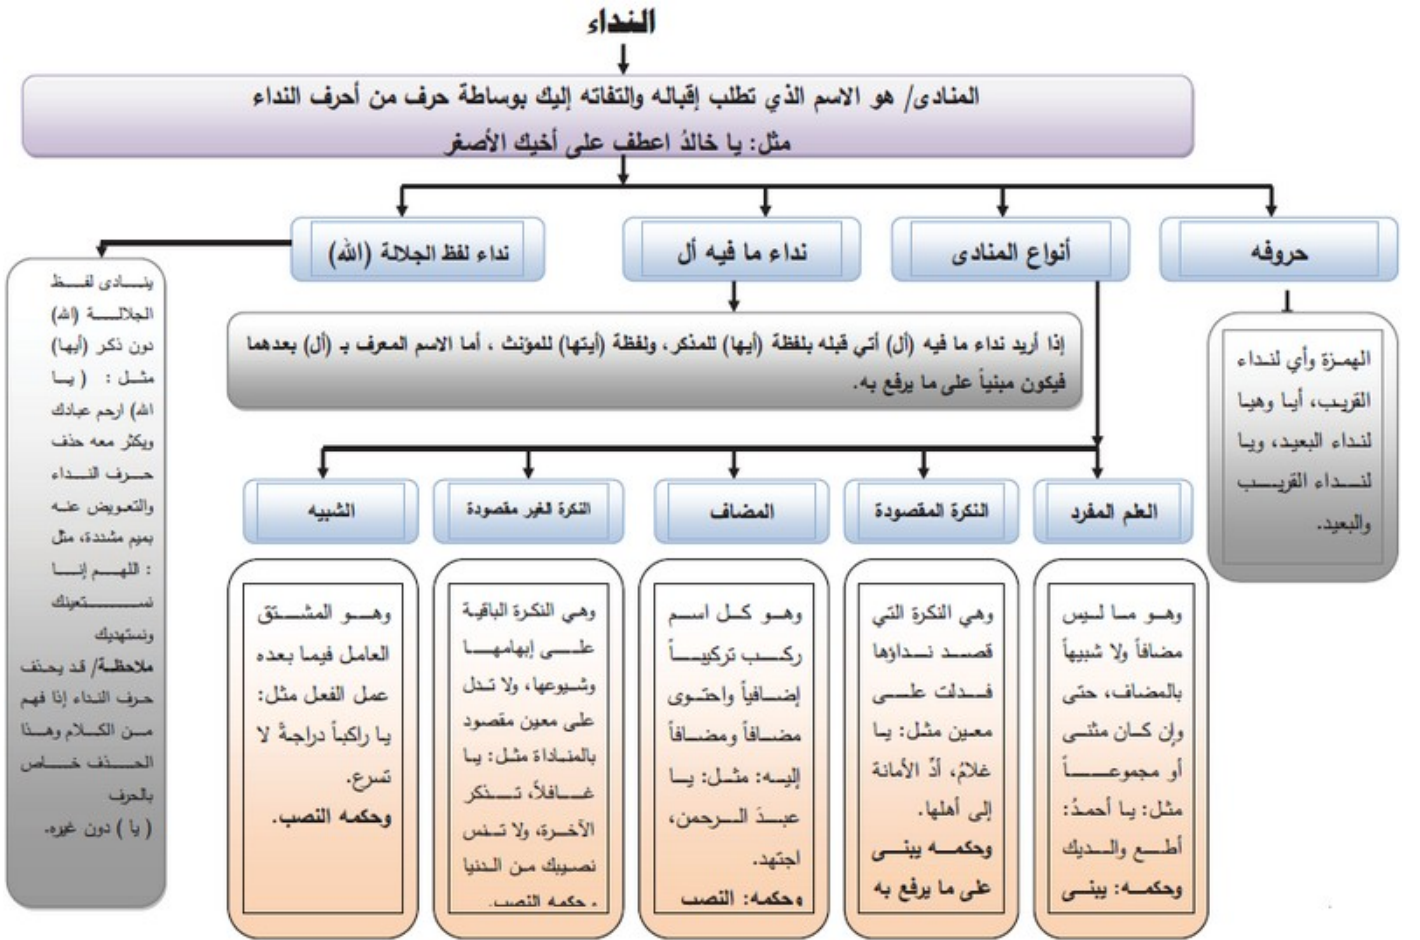 النداء
المنادى/ هو الاسم الذي تطلب إقباله والتفاته إليك بوساطة حرف من أحرف النداء
مثل: يا خالدُ اعطف على أخيك الأصغر
حروفه
أنواع المنادى
نداء ما فيه أل
نداء لفظ الجلالة (الله)
الهمزة وأي لنداء
القريب، أيا وهيا
لنداء البعيد، ويا
لنداء القريب
والبعيد.
إذا أريد نداء ما فيه (أل) أتي قبله بلفظة (أيها) للمذكر، ولفظة (أيتها) للمؤنث ، أما الاسم المعرف بـ (أل) بعدهما
فيكون مبنياً على ما يرفع به.
ينادى لفظ
الجلالة (الله)
دون ذكر (أيها)
مثل : ( يا
الله) ارحم عبادك
ويكثر معه حذف
حرف النداء
والتعويض عنه
بميم مشددة، مثل
: اللهم إنا
نستعينك
ونستهديك
ملاحظة/ قد يحذف
حرف النداء إذا فهم
من الكلام وهذا
الحذف خاص
بالحرف
( يا ) دون غيره.
العلم المفرد
النكرة المقصودة
المضاف
النكرة الغير مقصودة
الشبيه
وهو ما ليس
مضافاً ولا شبيهاً
بالمضاف، حتى
وإن كان مثنى
أو مجموعاً
مثل: يا أحمدُ:
أطع والديك
وحكمه: يبنى
وهي النكرة التي
قصد نداؤها
فدلت على
معين مثل: يا
غلامُ، أدِّ الأمانة
إلى أهلها.
وحكمه يبنى
على ما يرفع به
وهو كل اسم
ركب تركيباً
إضافياً واحتوى
مضافاً ومضافاً
إليه: مثل: يا
عبدَ الرحمن،
اجتهد.
وحكمه: النصب
وهي النكرة الباقية
على إبهامها
وشيوعها، ولا تدل
على معين مقصود
بالمناداة مثل: يا
غافلاً، تذكر
الآخرة، ولا تنس
نصيبك من الدنيا
وحكمه النصب.
وهو المشتق
العامل فيما بعده
عمل الفعل مثل:
يا راكباً دراجةً لا
تسرع.
وحكمه النصب.